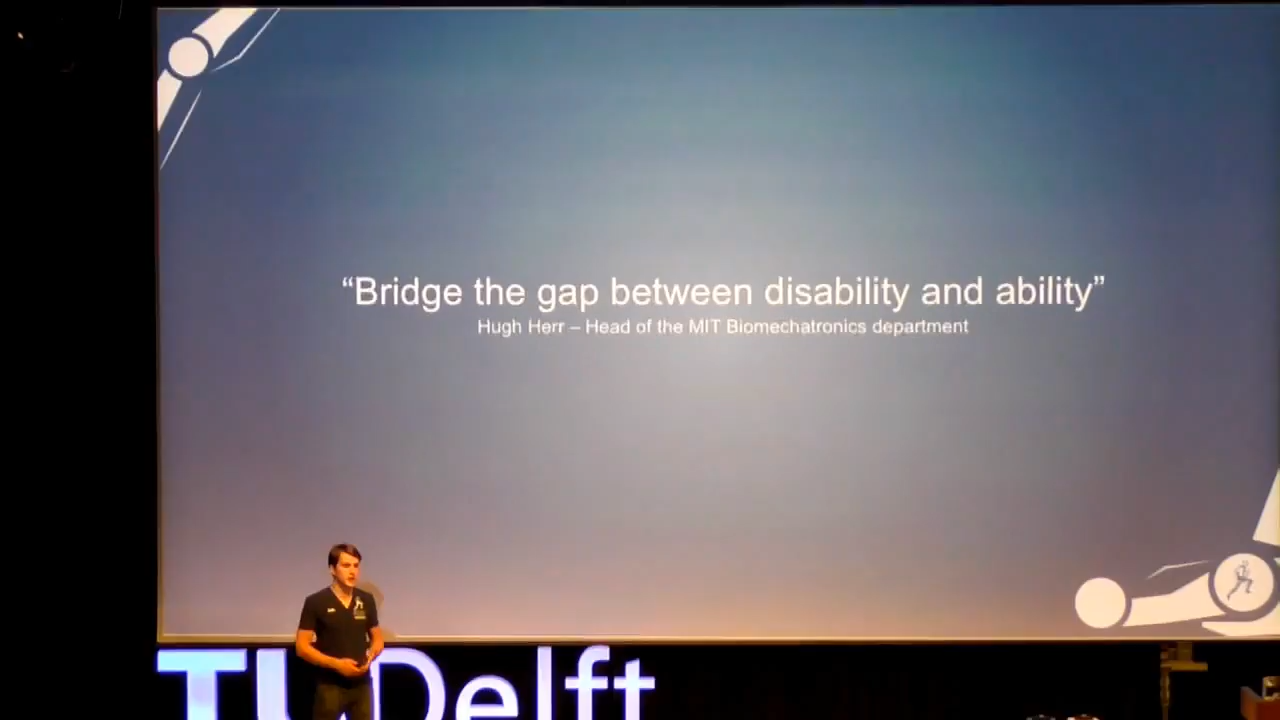 “Bridge the gap between disability and ability”
Hugh Herr – Head of the MIT Biomechatronics department
TU Delft